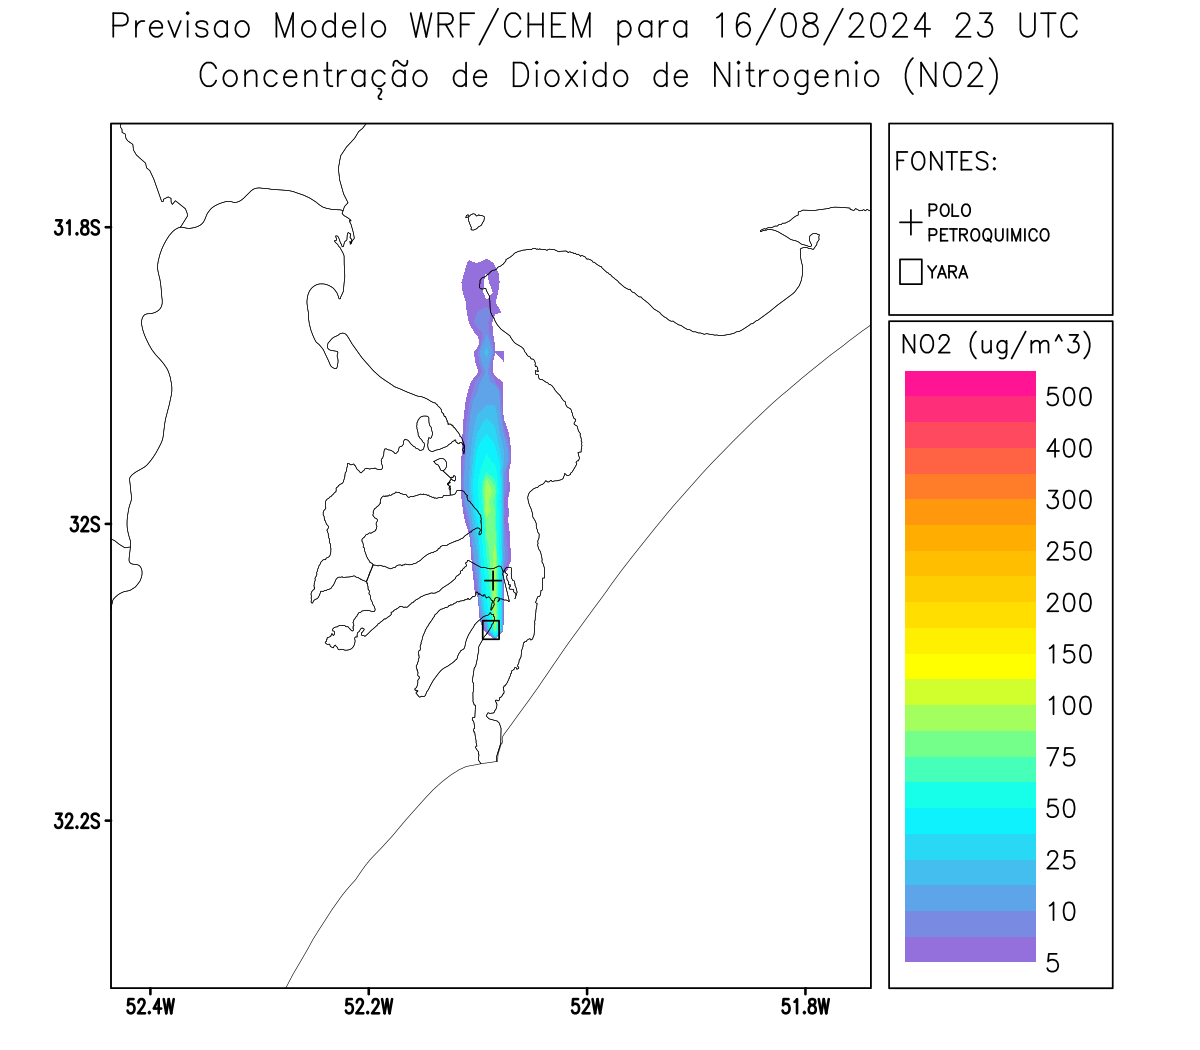 Previsao Modelo WRF/CHEM para 16/08/2024 23 UTC
Concentração de Dioxido de Nitrogenio (NO2)
FONTES:
POLO
PETROQUIMICO
YARA
NO2 (ug/m^3)
500
400
300
250
200
150
100
75
50
25
10
5
31.8S
32S
32.2S
52.4W
52.2W
52W
51.8W